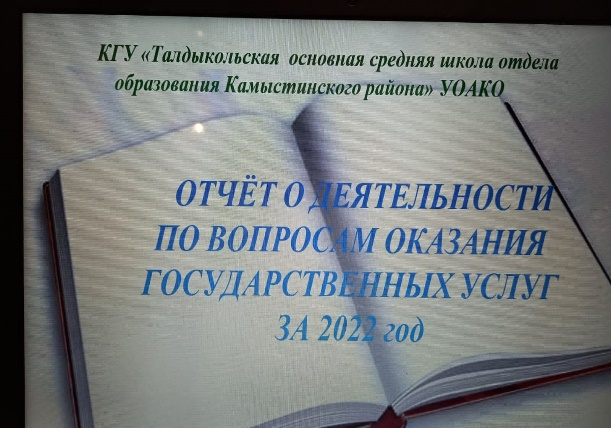 КГУ «Талдыкольская основная средняя школа отдела
образования Камыстинского района» УОАКО
ОТЧЁТ О ДЕЯТЕЛЬНОСТИ
ПО ВОПРОСАМ ОКАЗАНИЯ
ГОСУДАРСТВЕННЫХ УСЛУГ
ЗА 2022 год